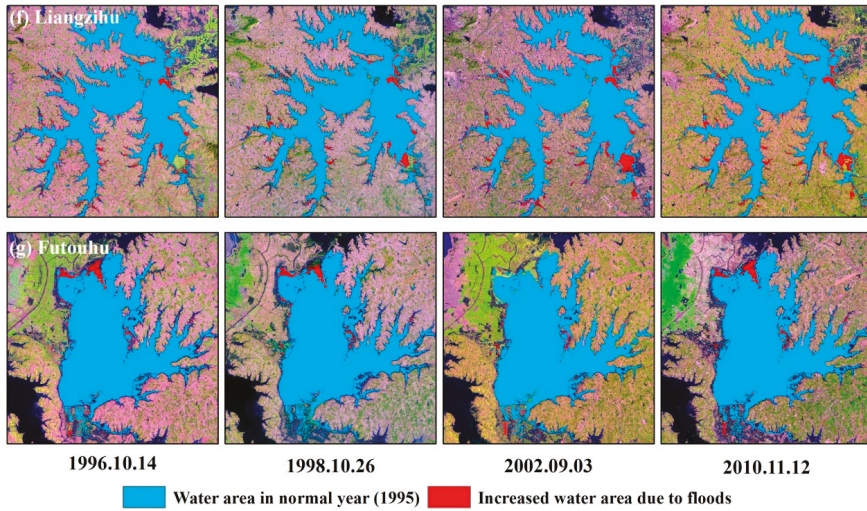 (f) Liangzihu
(g) Futouhu
1996.10.14 1998.10.26 2002.09.03 2010.11.12
Water area in normal year (1995) Increased water area due to floods